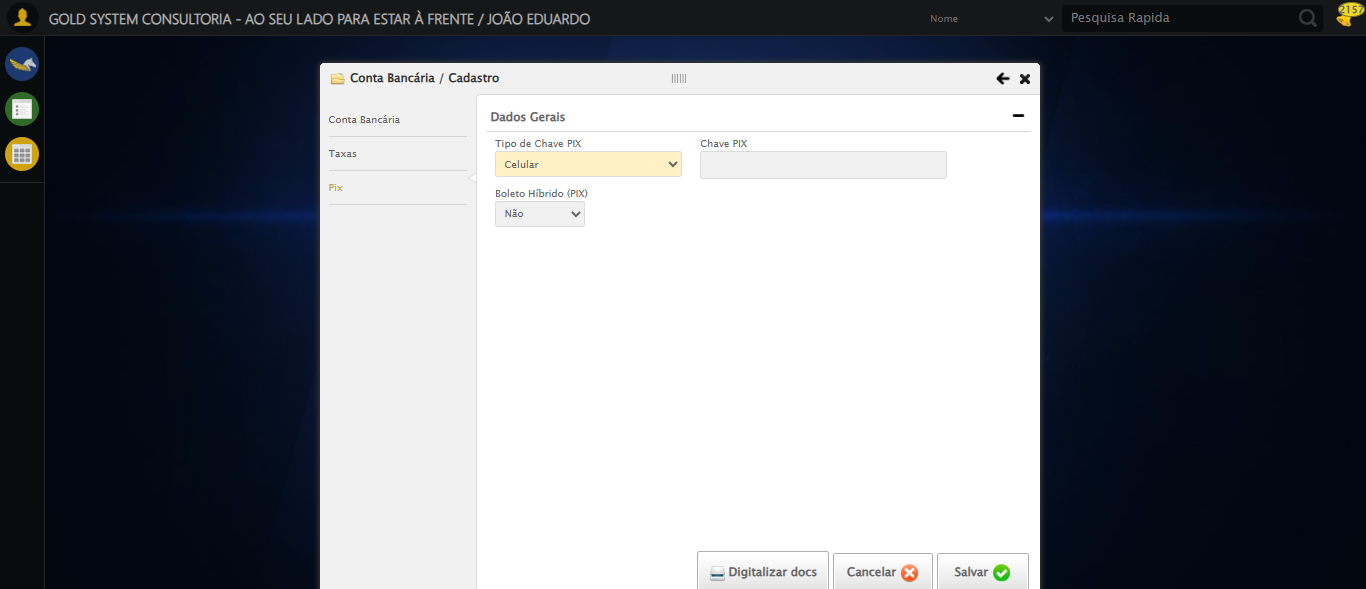 GOLD SYSTEM CONSULTORIA - AO SEU LADO PARA ESTAR À FRENTE / JOÃO EDUARDO
Nome
Pesquisa Rapida
2157
Conta Bancária / Cadastro
Conta Bancária
Taxas
Pix
Dados Gerais
Tipo de Chave PIX
Chave PIX
Celular
Boleto Híbrido (PIX)
Não
Digitalizar docs
Cancelar
Salvar